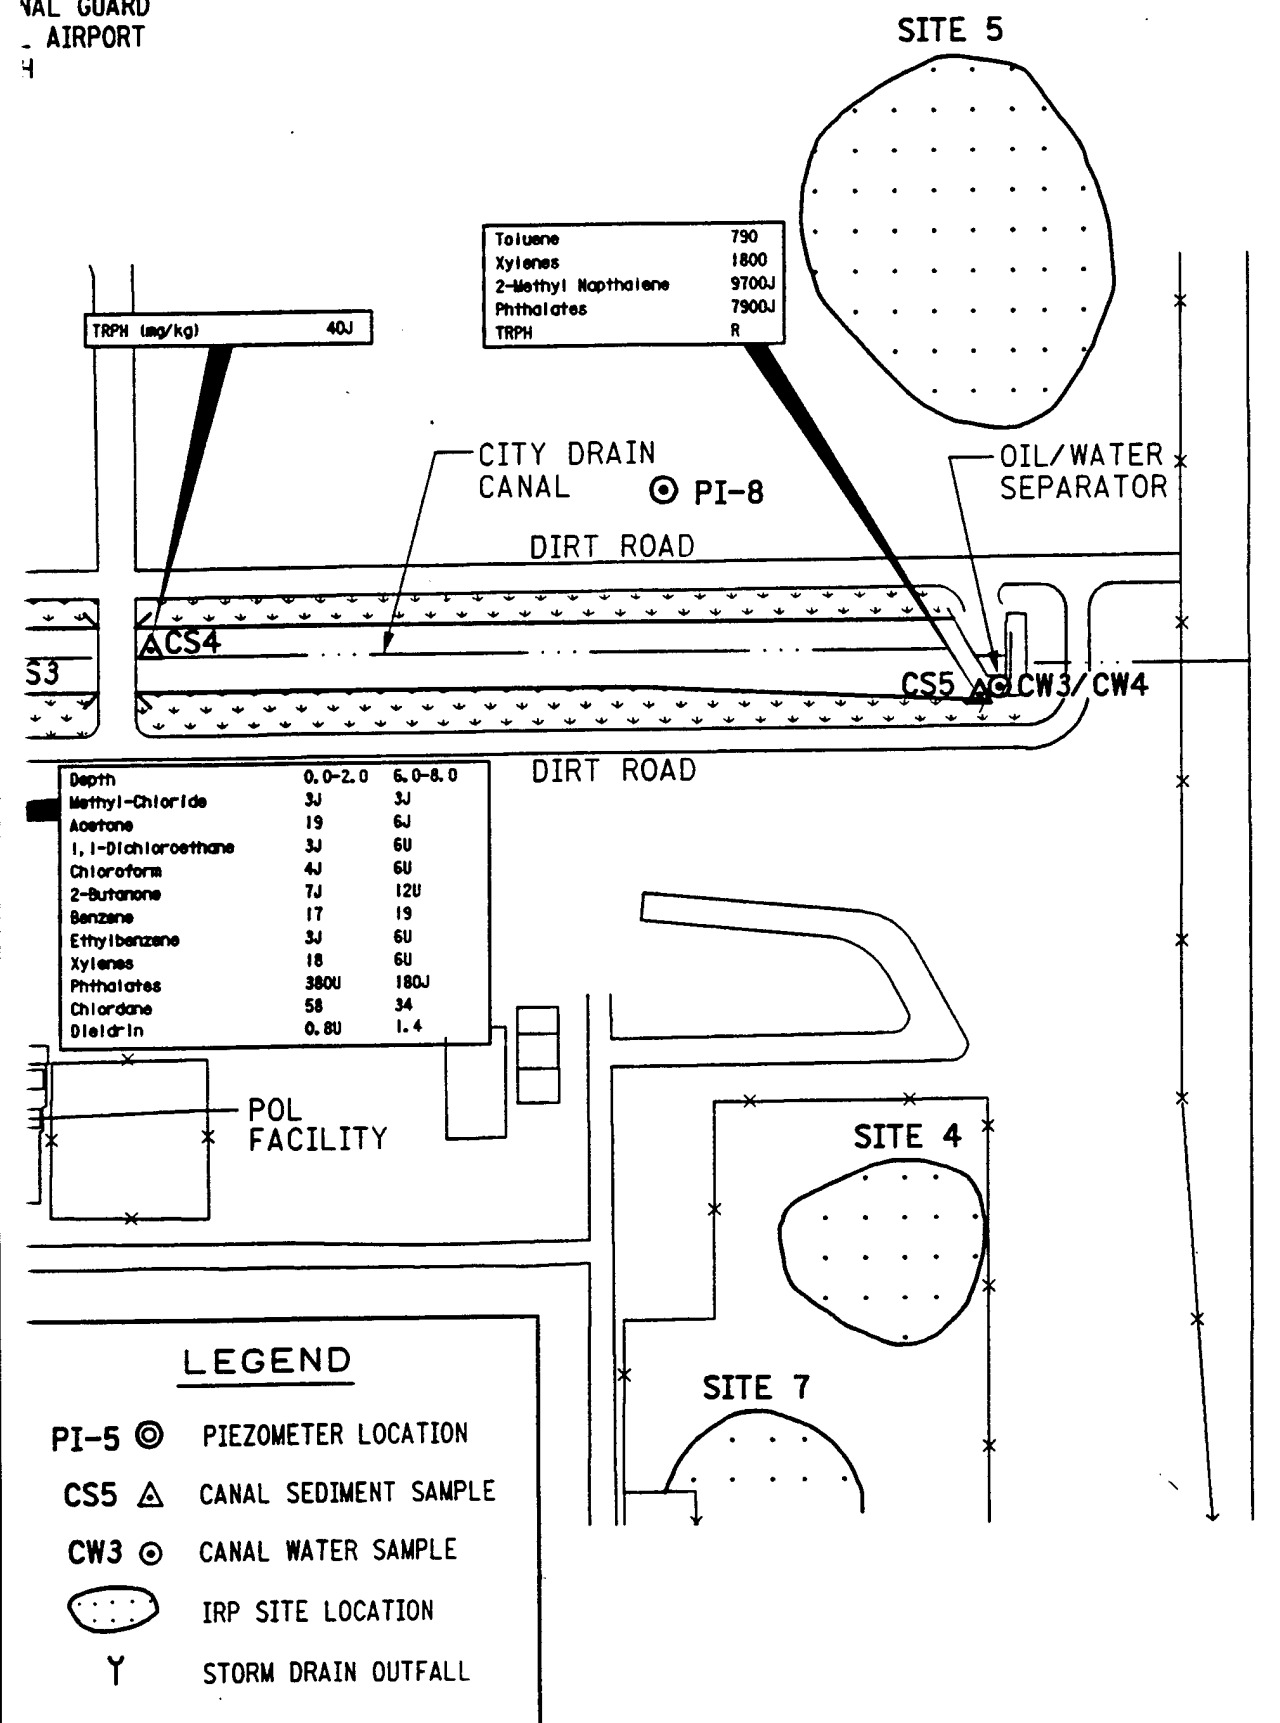 NAL GUARD
AIRPORT
H
SITE 5
Toluene 790
Xylenes 1800
2-Methyl Napthalene 9700J
Phthalates 7900J
TRPH R
TRPH (mg/kg) 40J
CITY DRAIN
CANAL
PI-8
OIL/WATER
SEPARATOR
DIRT ROAD
CS4
S3
CS5
CW3/CW4
DIRT ROAD
Depth 0.0-2.0 6.0-8.0
Methyl-Chloride 3J 3J
Acetone 19 6J
1,1-Dichloroethane 3J 6U
Chloroform 4J 6U
2-Butanone 7J 12U
Benzene 17 19
Ethylbenzene 3J 6U
Xylenes 18 6U
Phthalates 380U 180J
Chlordane 58 34
Dieldrin 0.8U 1.4
POL
FACILITY
SITE 4
SITE 7
LEGEND
PI-5 PIEZOMETER LOCATION
CS5 CANAL SEDIMENT SAMPLE
CW3 CANAL WATER SAMPLE
IRP SITE LOCATION
STORM DRAIN OUTFALL